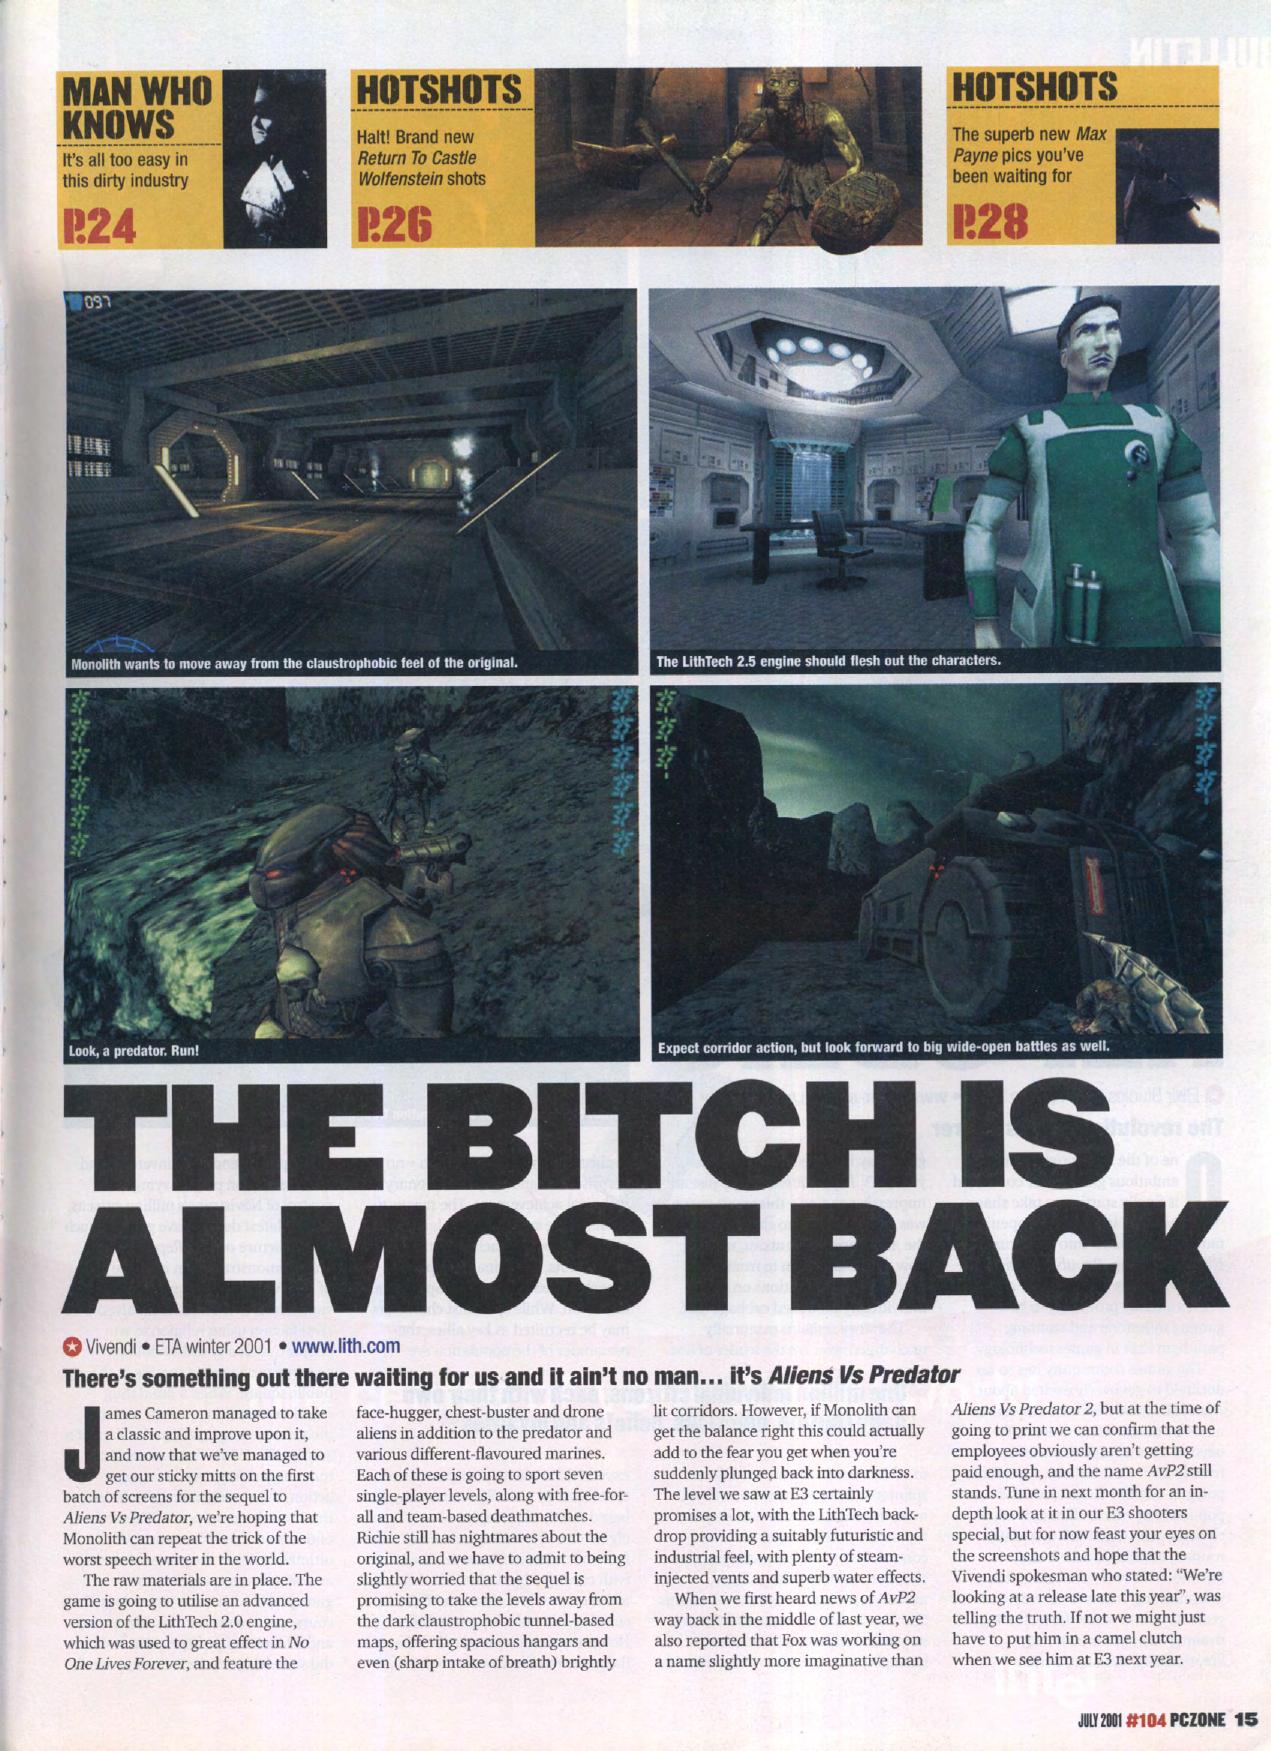 MAN WHO
KNOWS
It's all too easy in
this dirty industry
P.24
HOTSHOTS
Halt! Brand new
Return To Castle
Wolfenstein shots
P.26
HOTSHOTS
The superb new Max
Payne pics you've
been waiting for
P.28
097
Monolith wants to move away from the claustrophobic feel of the original.
The LithTech 2.5 engine should flesh out the characters.
Look, a predator. Run!
Expect corridor action, but look forward to big wide-open battles as well.
THE BITCH IS
ALMOST BACK
Vivendi • ETA winter 2001 • www.lith.com
There's something out there waiting for us and it ain't no man... it's Aliens Vs Predator
James Cameron managed to take
a classic and improve upon it,
and now that we've managed to
get our sticky mitts on the first
batch of screens for the sequel to
Aliens Vs Predator, we're hoping that
Monolith can repeat the trick of the
worst speech writer in the world.
The raw materials are in place. The
game is going to utilise an advanced
version of the LithTech 2.0 engine,
which was used to great effect in No
One Lives Forever, and feature the
face-hugger, chest-buster and drone
aliens in addition to the predator and
various different-flavoured marines.
Each of these is going to sport seven
single-player levels, along with free-for-
all and team-based deathmatches.
Richie still has nightmares about the
original, and we have to admit to being
slightly worried that the sequel is
promising to take the levels away from
the dark claustrophobic tunnel-based
maps, offering spacious hangars and
even (sharp intake of breath) brightly
lit corridors. However, if Monolith can
get the balance right this could actually
add to the fear you get when you're
suddenly plunged back into darkness.
The level we saw at E3 certainly
promises a lot, with the LithTech back-
drop providing a suitably futuristic and
industrial feel, with plenty of steam-
injected vents and superb water effects.
When we first heard news of AvP2
way back in the middle of last year, we
also reported that Fox was working on
a name slightly more imaginative than
Aliens Vs Predator 2, but at the time of
going to print we can confirm that the
employees obviously aren't getting
paid enough, and the name AvP2 still
stands. Tune in next month for an in-
depth look at it in our E3 shooters
special, but for now feast your eyes on
the screenshots and hope that the
Vivendi spokesman who stated: "We're
looking at a release late this year", was
telling the truth. If not we might just
have to put him in a camel clutch
when we see him at E3 next year.
JULY 2001 #104 PCZONE 15